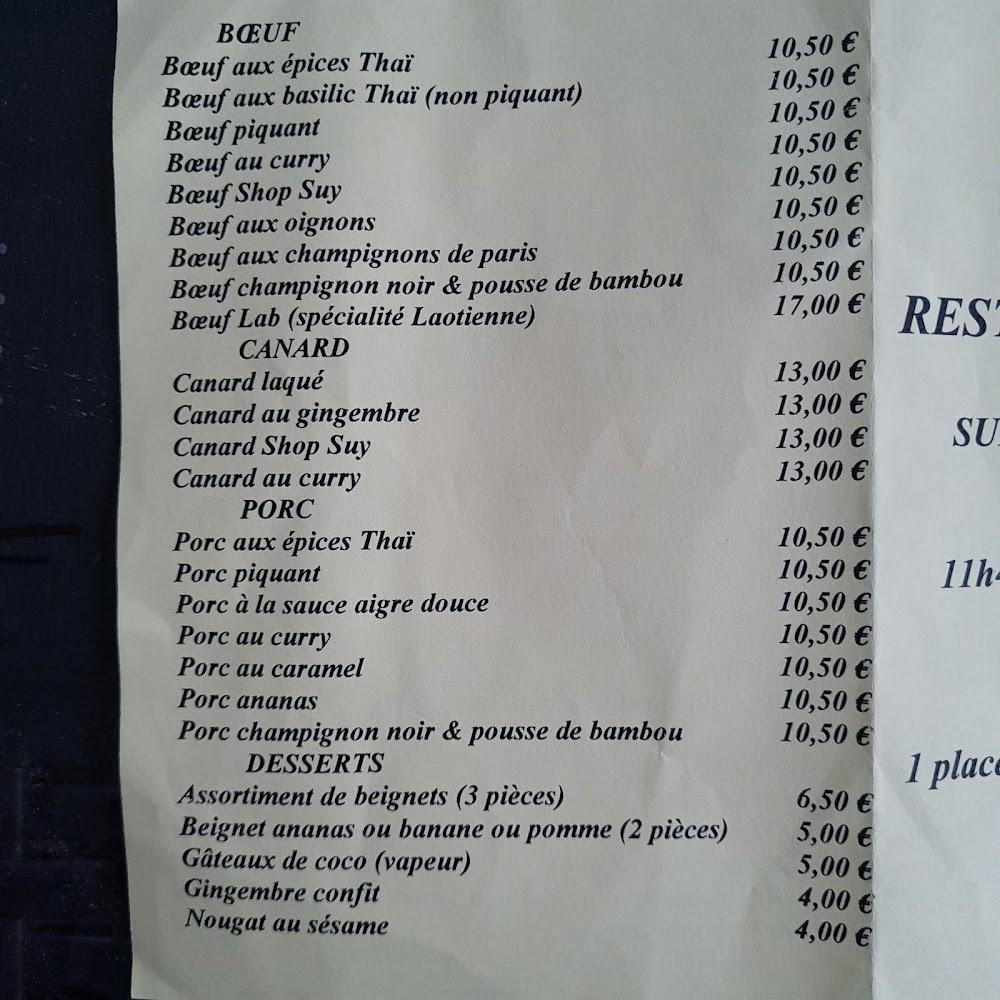 BŒUF
Bœuf aux épices Thaï 10,50 €
Bœuf aux basilic Thaï (non piquant) 10,50 €
Bœuf piquant 10,50 €
Bœuf au curry 10,50 €
Bœuf Shop Suy 10,50 €
Bœuf aux oignons 10,50 €
Bœuf aux champignons de paris 10,50 €
Bœuf champignon noir & pousse de bambou 10,50 €
Bœuf Lab (spécialité Laotienne) 17,00 €
CANARD
Canard laqué 13,00 €
Canard au gingembre 13,00 €
Canard Shop Suy 13,00 €
Canard au curry 13,00 €
PORC
Porc aux épices Thaï 10,50 €
Porc piquant 10,50 €
Porc à la sauce aigre douce 10,50 €
Porc au curry 10,50 €
Porc au caramel 10,50 €
Porc ananas 10,50 €
Porc champignon noir & pousse de bambou 10,50 €
DESSERTS
Assortiment de beignets (3 pièces) 6,50 €
Beignet ananas ou banane ou pomme (2 pièces) 5,00 €
Gâteaux de coco (vapeur) 5,00 €
Gingembre confit 4,00 €
Nougat au sésame 4,00 €
REST
SU
11h4
1 place